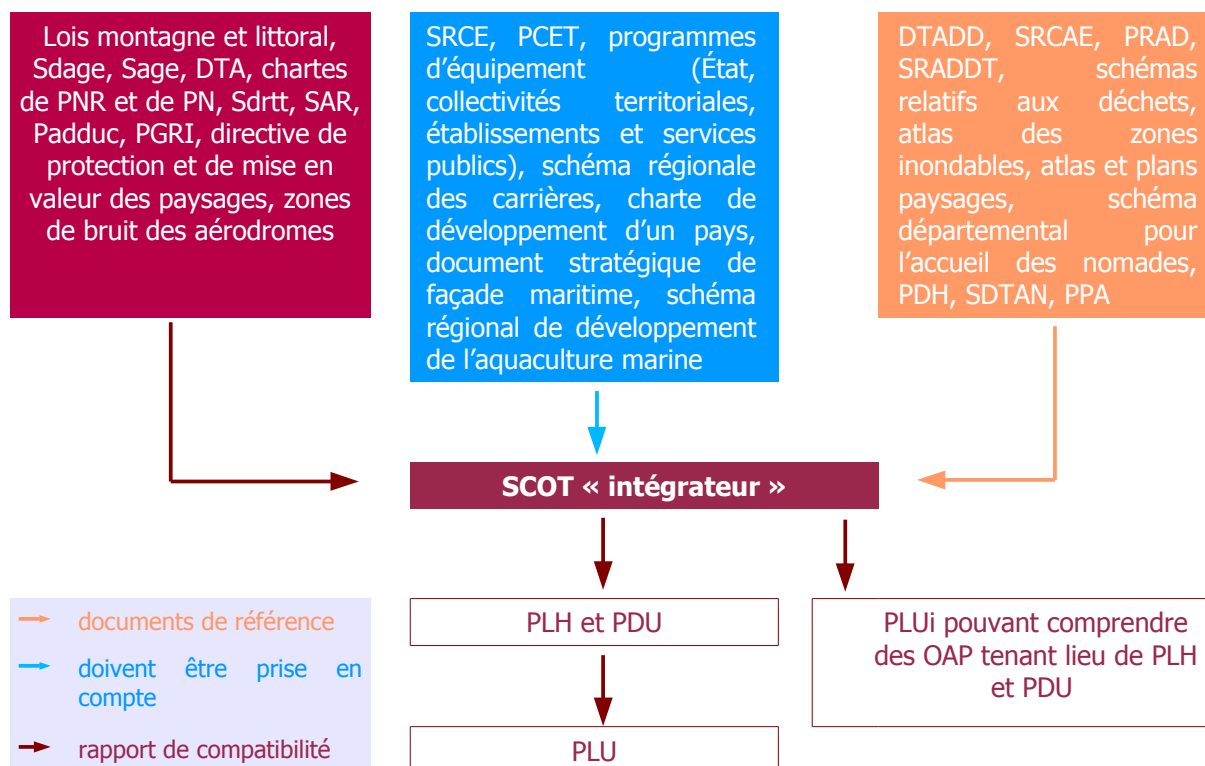 Lois montagne et littoral,
Sdage, Sage, DTA, chartes
de PNR et de PN, Sdrtt, SAR,
Padduc, PGRI, directive de
protection et de mise en
valeur des paysages, zones
de bruit des aérodromes
SRCE, PCET, programmes
d’équipement (État,
collectivités territoriales,
établissements et services
publics), schéma régionale
des carrières, charte de
développement d’un pays,
document stratégique de
façade maritime, schéma
régional de développement
de l’aquaculture marine
DTADD, SRCAE, PRAD,
SRADDT, schémas
relatifs aux déchets,
atlas des zones
inondables, atlas et plans
paysages, schéma
départemental pour
l’accueil des nomades,
PDH, SDTAN, PPA
SCOT « intégrateur »
documents de référence
doivent être prise en
compte
rapport de compatibilité
PLH et PDU
PLU
PLUi pouvant comprendre
des OAP tenant lieu de PLH
et PDU